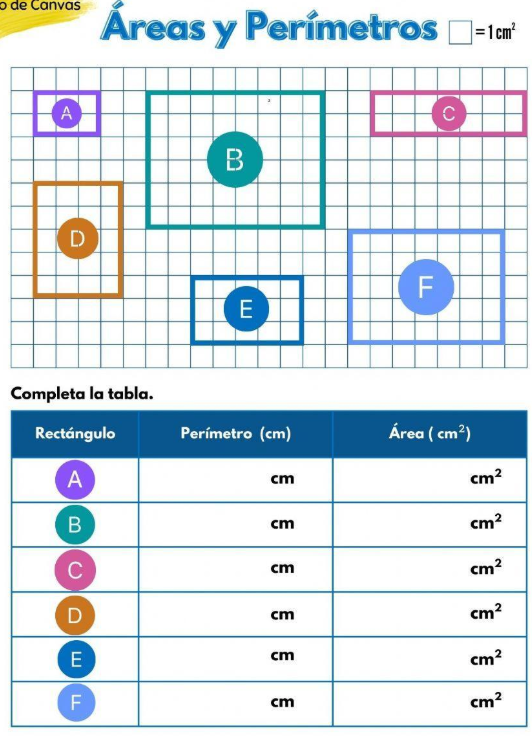 o de Canvas
Áreas y Perímetros = 1 cm²
A
B
C
D
E
F
Completa la tabla.
Rectángulo Perímetro (cm) Área ( cm²)
A cm cm²
B cm cm²
C cm cm²
D cm cm²
E cm cm²
F cm cm²